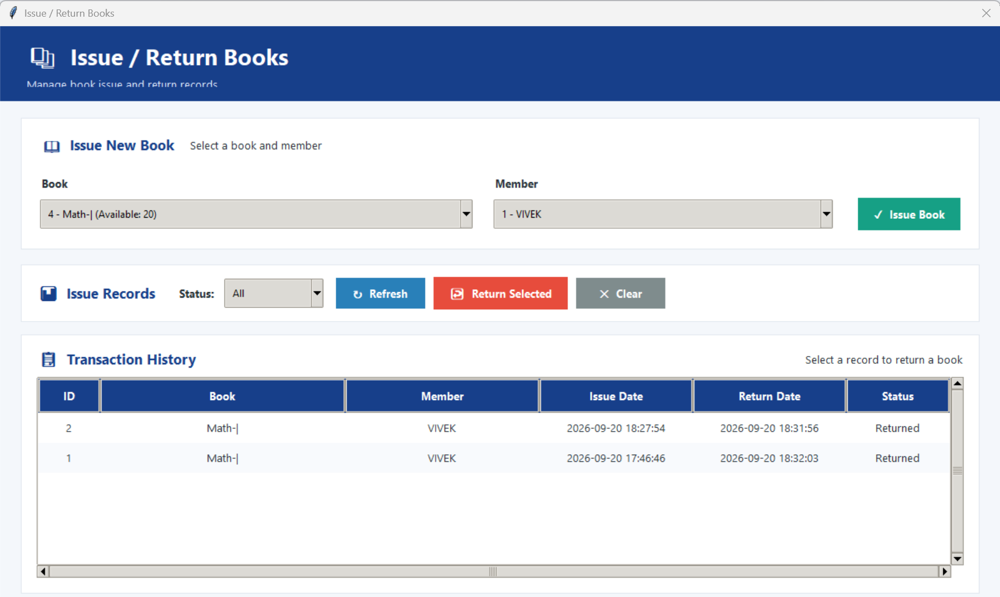 Issue / Return Books
Issue / Return Books
Manage book issue and return records
Issue New Book Select a book and member
Book Member
4 - Math-| (Available: 20) 1 - VIVEK ✓ Issue Book
Issue Records Status: All ↻ Refresh Return Selected ✕ Clear
Transaction History Select a record to return a book
ID Book Member Issue Date Return Date Status
2 Math-| VIVEK 2026-09-20 18:27:54 2026-09-20 18:31:56 Returned
1 Math-| VIVEK 2026-09-20 17:46:46 2026-09-20 18:32:03 Returned